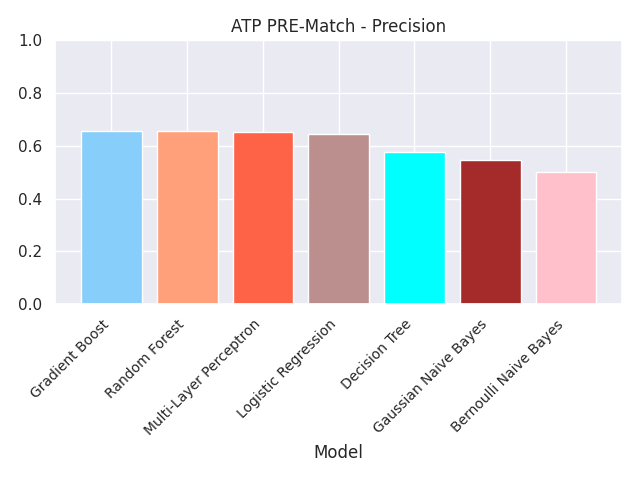 ATP PRE-Match - Precision
1.0
0.8
0.6
0.4
0.2
0.0
Gradient Boost
Random Forest
Multi-Layer Perceptron
Logistic Regression
Decision Tree
Gaussian Naive Bayes
Bernoulli Naive Bayes
Model